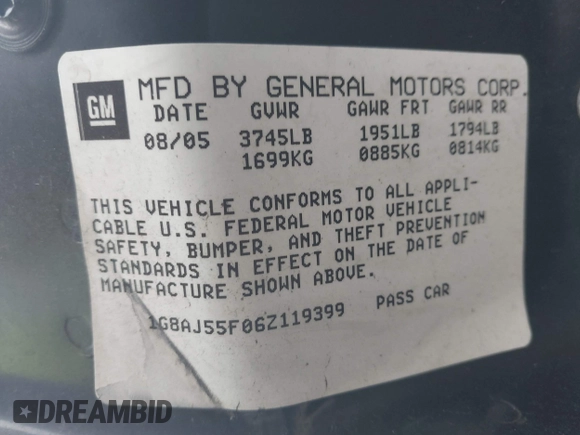 GM
MFD BY GENERAL MOTORS CORP.
DATE GVWR GAWR FRT GAWR RR
08/05 3745LB 1951LB 1794LB
1699KG 0885KG 0814KG
THIS VEHICLE CONFORMS TO ALL APPLI-
CABLE U.S. FEDERAL MOTOR VEHICLE
SAFETY, BUMPER, AND THEFT PREVENTION
STANDARDS IN EFFECT ON THE DATE OF
MANUFACTURE SHOWN ABOVE.
1G8AJ55F06Z119399 PASS CAR
DREAMBID